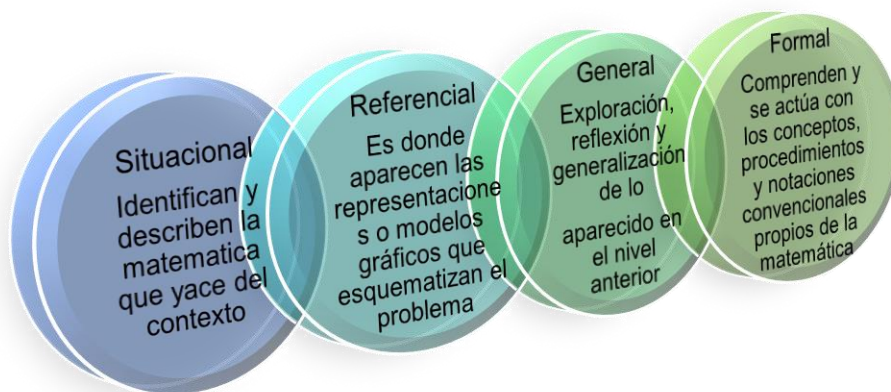 Situacional
Identifican y
describen la
matematica
que yace del
contexto
Referencial
Es donde
aparecen las
representacione
s o modelos
gráficos que
esquematizan el
problema
General
Exploración,
reflexión y
generalización
de lo
aparecido en
el nivel
anterior
Formal
Comprenden y
se actúa con
los conceptos,
procedimientos
y notaciones
convencionales
propios de la
matemática